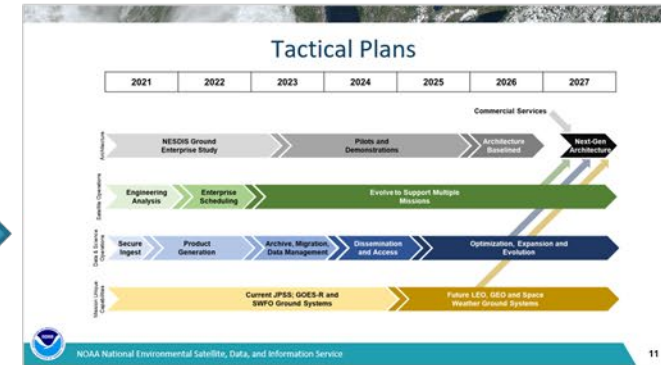 Tactical Plans
2021 2022 2023 2024 2025 2026 2027
Commercial Services
Architecture
NESDIS Ground
Enterprise Study
Pilots and
Demonstrations
Architecture
Baselined
Next-Gen
Architecture
Satellite Operations
Engineering
Analysis
Enterprise
Scheduling
Evolve to Support Multiple
Missions
Data & Science
Operations
Secure
Ingest
Product
Generation
Archive, Migration,
Data Management
Dissemination
and Access
Optimization, Expansion and
Evolution
Mission Unique
Capabilities
Current JPSS; GOES-R and
SWFO Ground Systems
Future LEO, GEO and Space
Weather Ground Systems
NOAA
NOAA National Environmental Satellite, Data, and Information Service
11